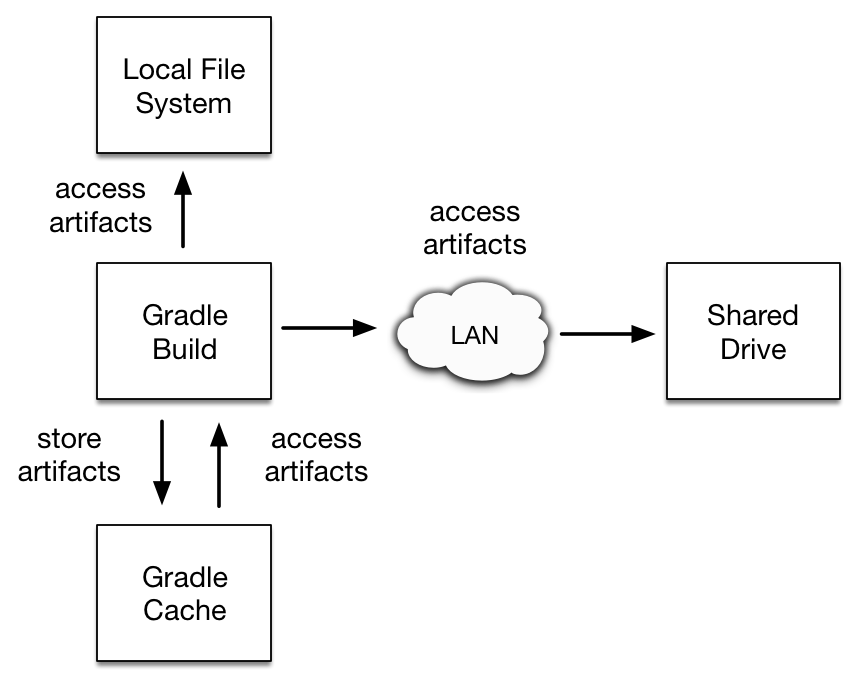 Local File
System
access
artifacts
access
artifacts
Gradle
Build
LAN
Shared
Drive
store
artifacts
access
artifacts
Gradle
Cache